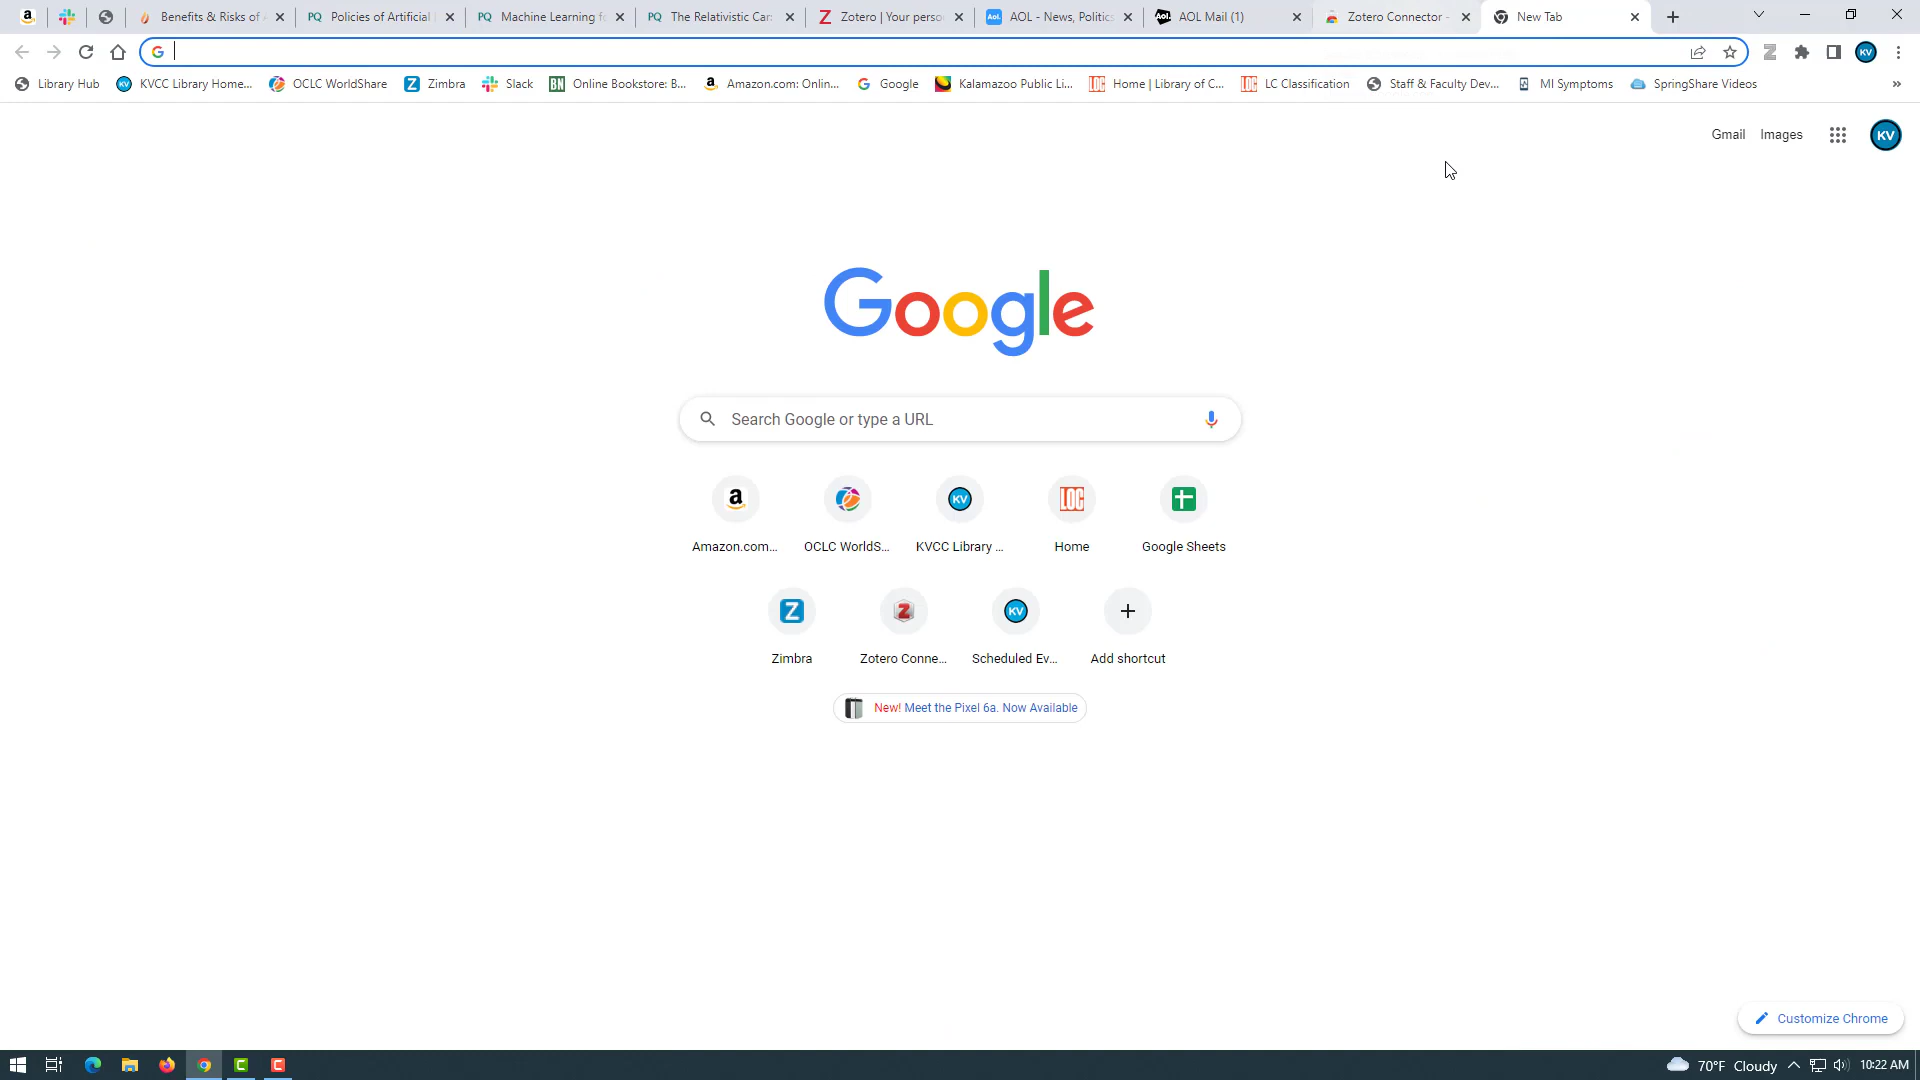 Benefits & Risks of A
Policies of Artificial I
Machine Learning fo
The Relativistic Car:
Zotero | Your perso
AOL - News, Politics
AOL Mail (1)
Zotero Connector -
New Tab
Library Hub
KVCC Library Home...
OCLC WorldShare
Zimbra
Slack
Online Bookstore: B...
Amazon.com: Onlin...
Google
Kalamazoo Public Li...
Home | Library of C...
LC Classification
Staff & Faculty Dev...
MI Symptoms
SpringShare Videos
»
Gmail
Images
KV
Google
Search Google or type a URL
Amazon.com...
OCLC WorldS...
KVCC Library ...
Home
Google Sheets
Zimbra
Zotero Conne...
Scheduled Ev...
Add shortcut
New! Meet the Pixel 6a. Now Available
Customize Chrome
70°F Cloudy
10:22 AM